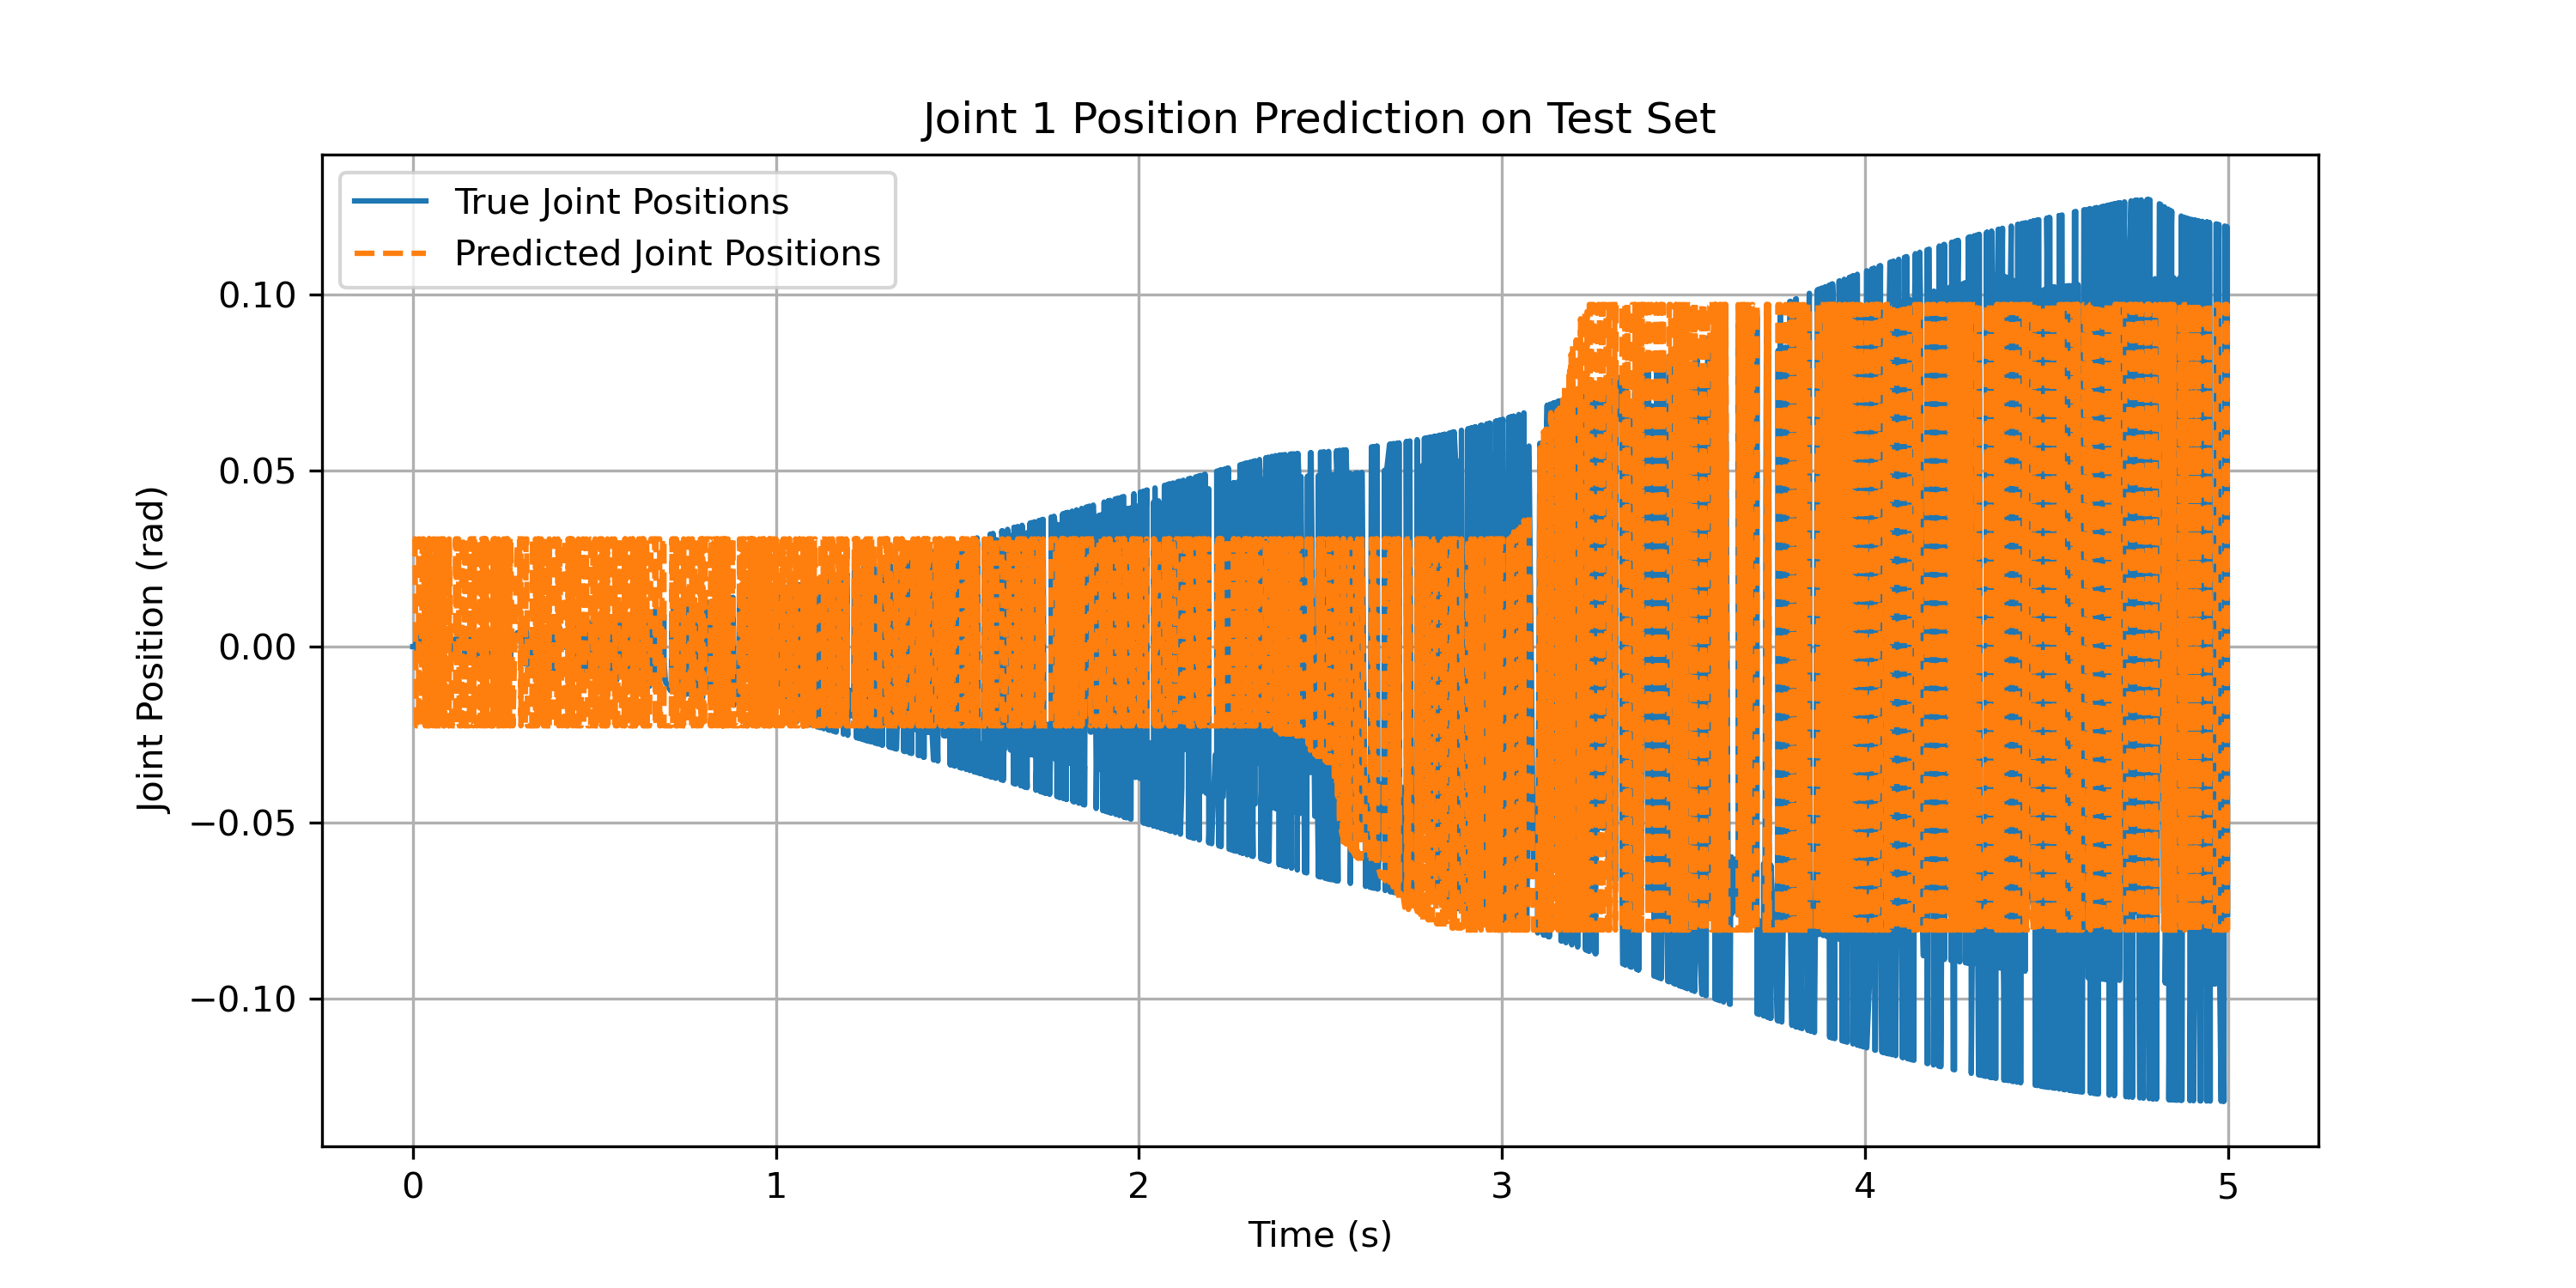 Joint 1 Position Prediction on Test Set
True Joint Positions
Predicted Joint Positions
Joint Position (rad)
0.10
0.05
0.00
−0.05
−0.10
0 1 2 3 4 5
Time (s)